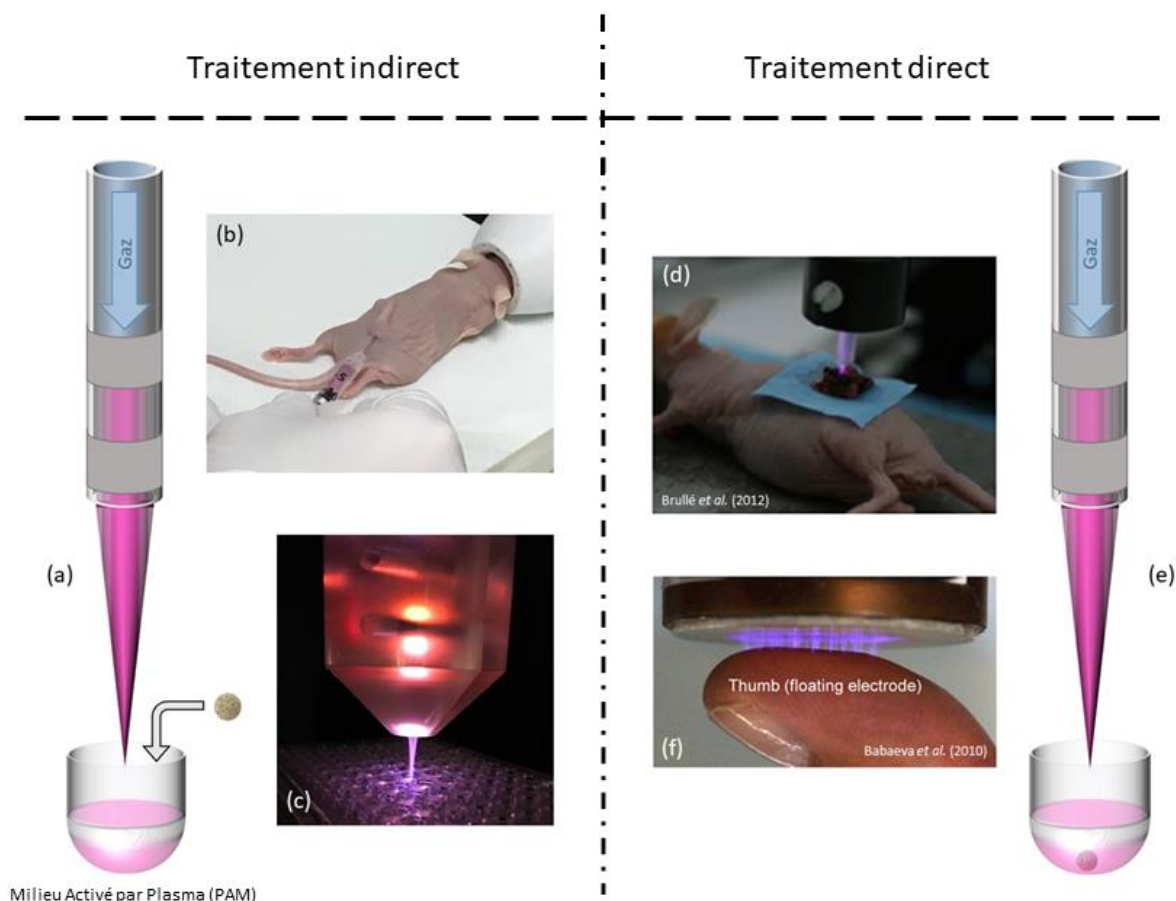 Traitement indirect
Traitement direct
Gaz
(b)
(a)
(c)
Milieu Activé par Plasma (PAM)
(d)
Brullé et al. (2012)
Gaz
(e)
Thumb (floating electrode)
Babaeva et al. (2010)
(f)